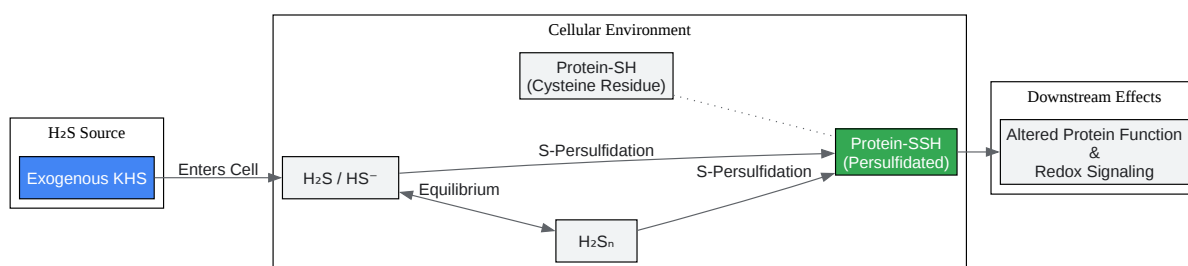 Cellular Environment
Protein-SH
(Cysteine Residue)
H₂S Source
Exogenous KHS
Enters Cell
H₂S / HS⁻
S-Persulfidation
Equilibrium
H₂Sₙ
S-Persulfidation
Protein-SSH
(Persulfidated)
Downstream Effects
Altered Protein Function
&
Redox Signaling